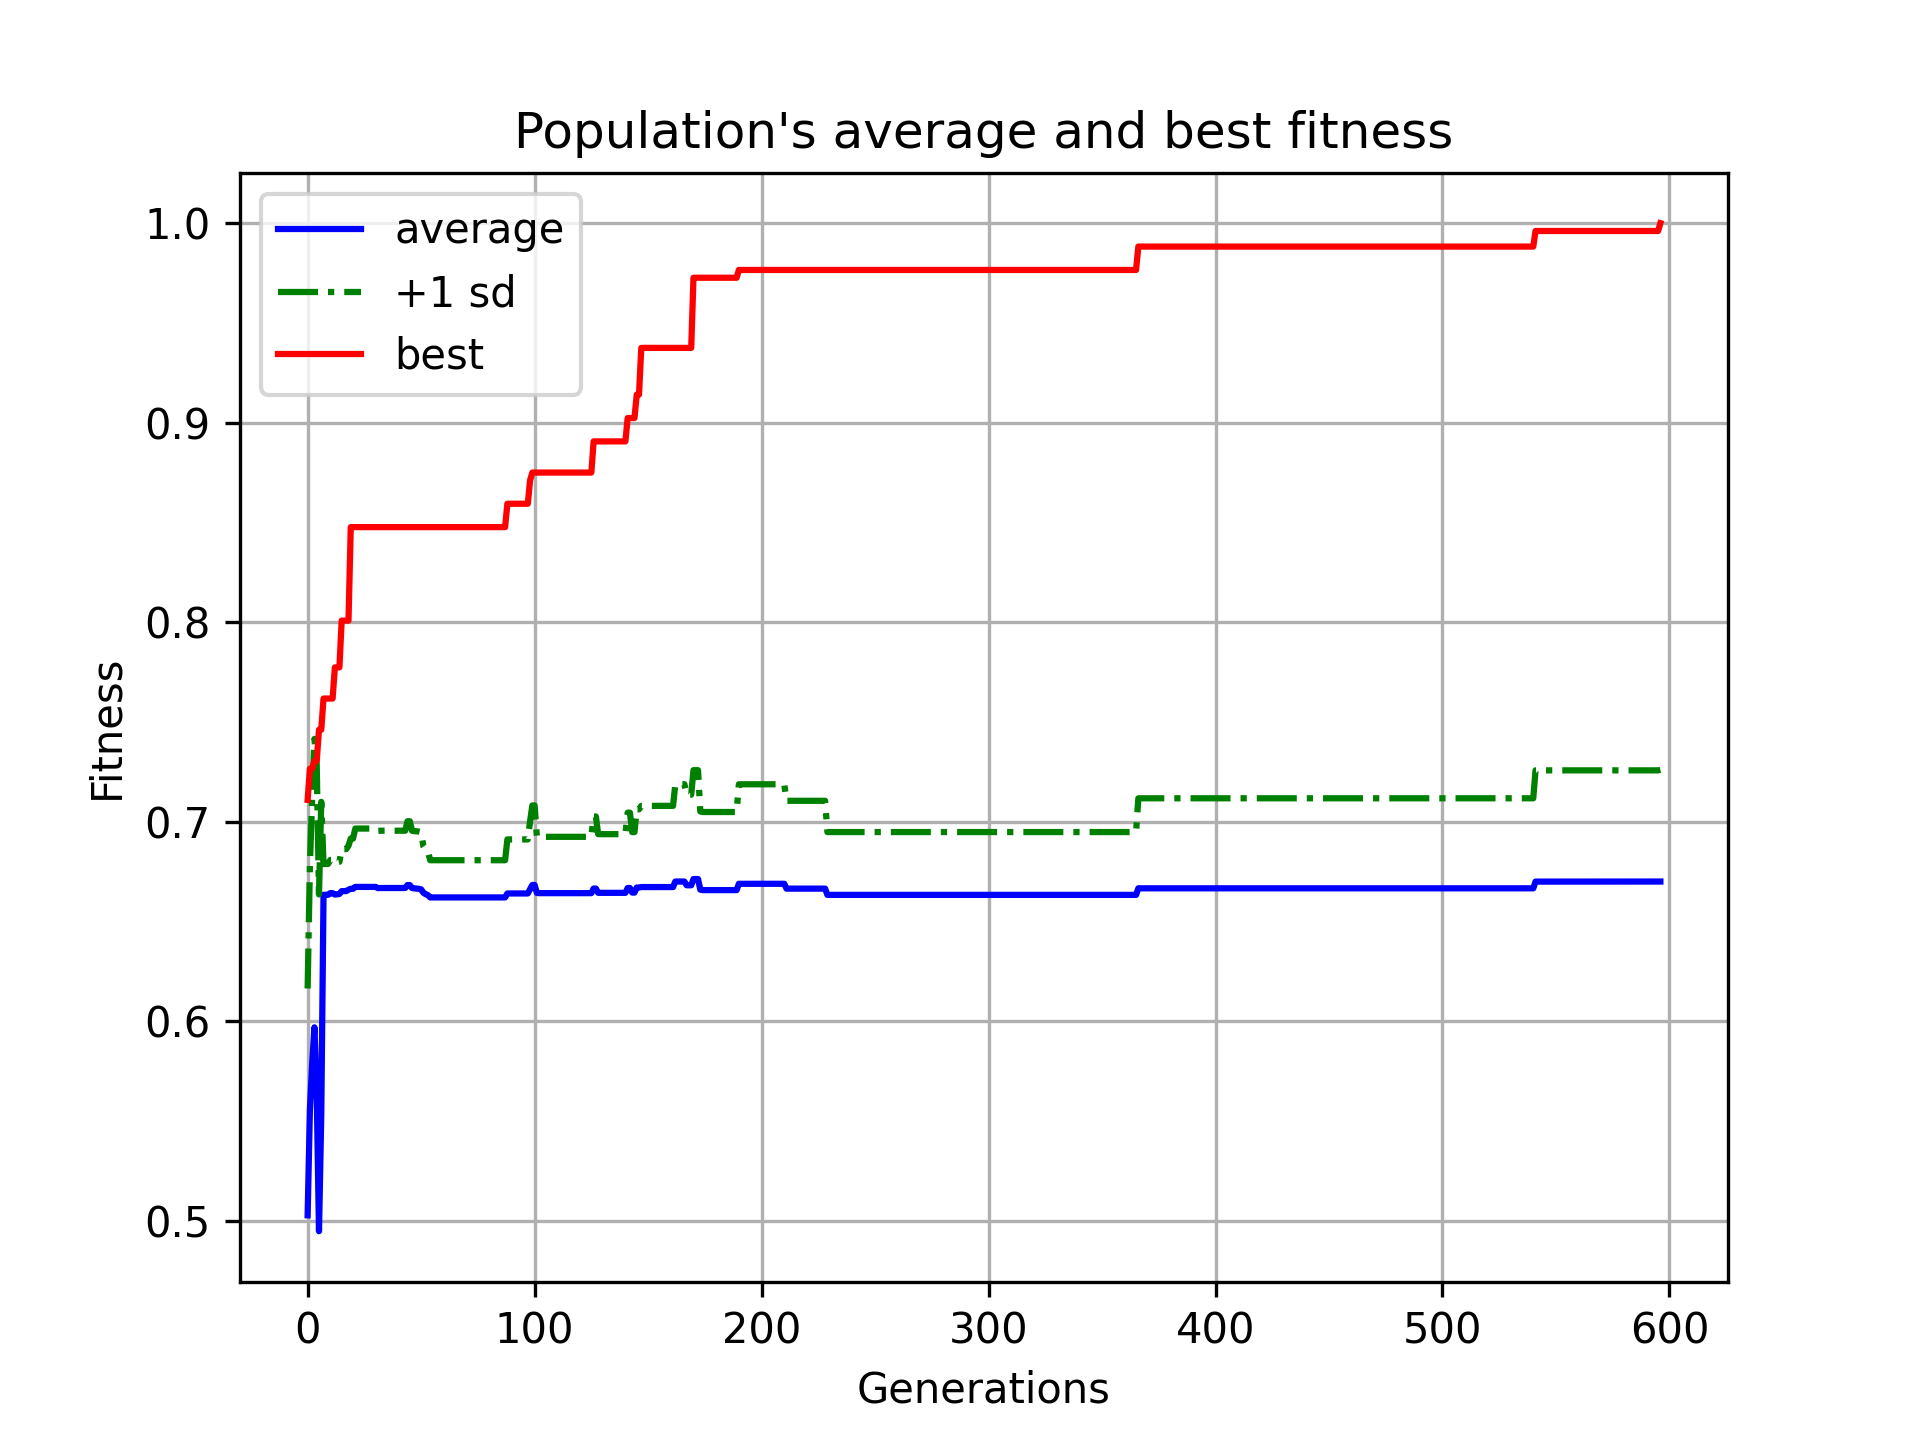 Population's average and best fitness
average
+1 sd
best
1.0
0.9
0.8
0.7
0.6
0.5
Fitness
0 100 200 300 400 500 600
Generations